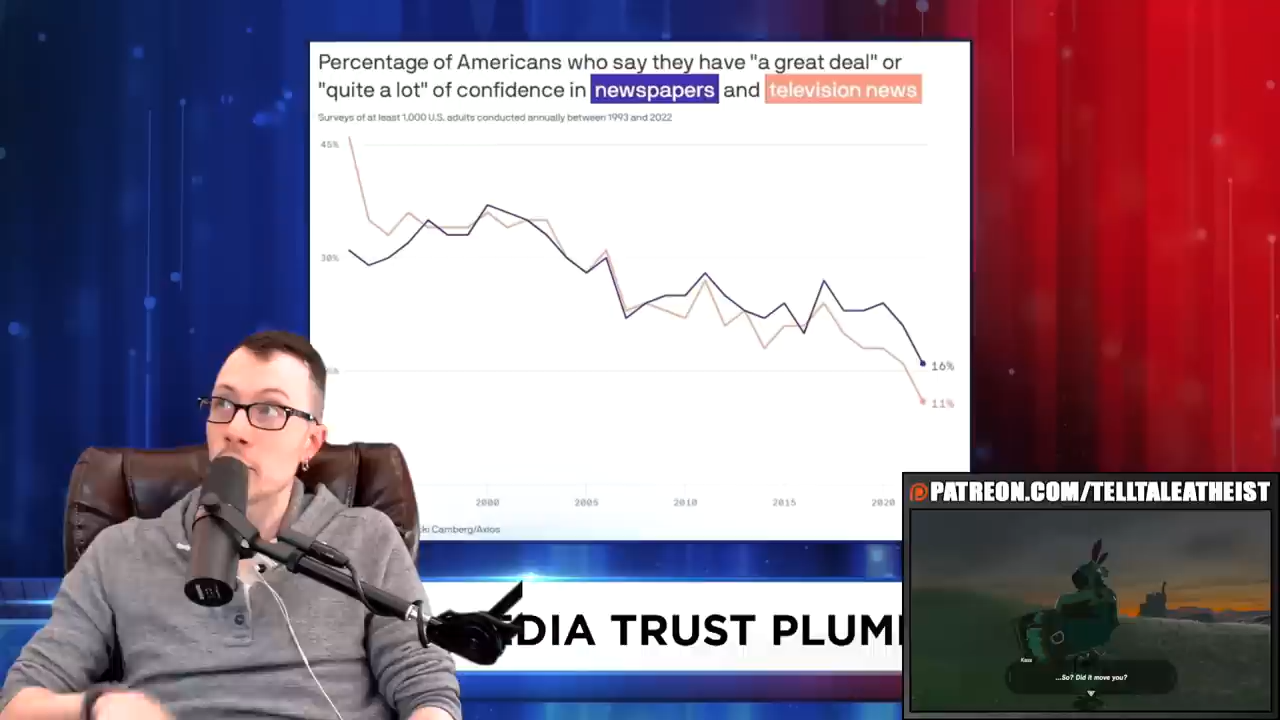 Percentage of Americans who say they have "a great deal" or
"quite a lot" of confidence in newspapers and television news
Surveys of at least 1,000 U.S. adults conducted annually between 1993 and 2022
45%
30%
16%
11%
2000
2005
2010
2015
2020
Camberg/Axios
DIA TRUST PLUM
PATREON.COM/TELLTALEATHEIST
Kass
...So? Did it move you?